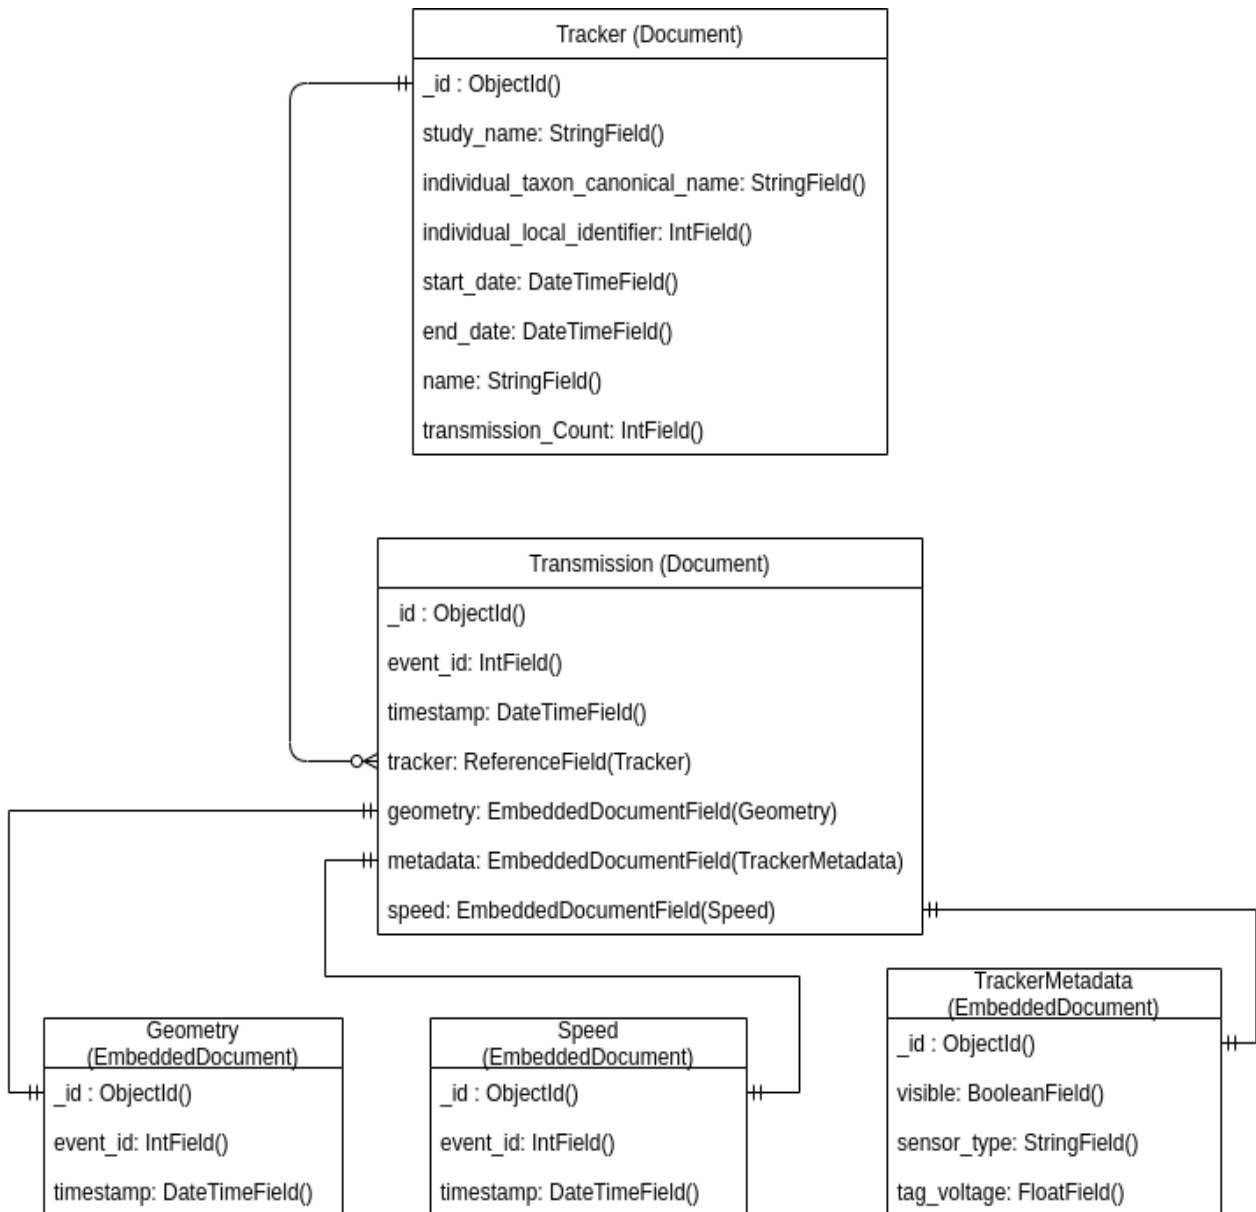 Tracker (Document)
_id : ObjectId()
study_name: StringField()
individual_taxon_canonical_name: StringField()
individual_local_identifier: IntField()
start_date: DateTimeField()
end_date: DateTimeField()
name: StringField()
transmission_Count: IntField()
Transmission (Document)
_id : ObjectId()
event_id: IntField()
timestamp: DateTimeField()
tracker: ReferenceField(Tracker)
geometry: EmbeddedDocumentField(Geometry)
metadata: EmbeddedDocumentField(TrackerMetadata)
speed: EmbeddedDocumentField(Speed)
Geometry
(EmbeddedDocument)
_id : ObjectId()
event_id: IntField()
timestamp: DateTimeField()
Speed
(EmbeddedDocument)
_id : ObjectId()
event_id: IntField()
timestamp: DateTimeField()
TrackerMetadata
(EmbeddedDocument)
_id : ObjectId()
visible: BooleanField()
sensor_type: StringField()
tag_voltage: FloatField()